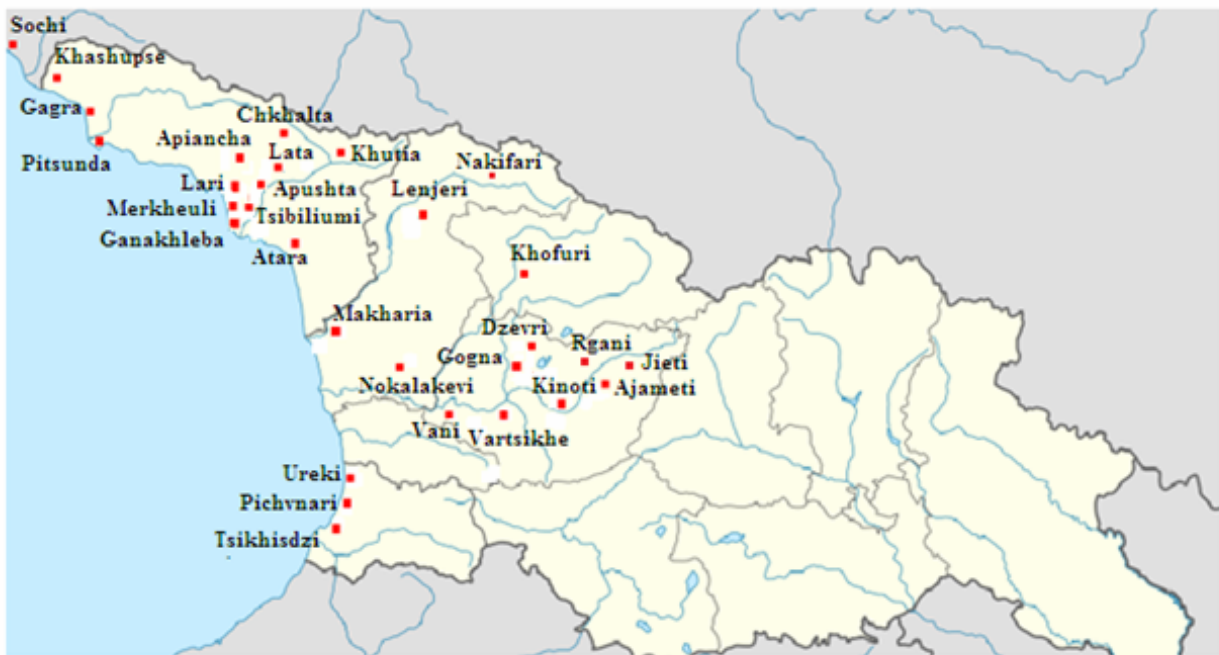 Sochi
Khashupse
Gagra
Chkhalta
Apiancha
Pitsunda
Lata
Khutia
Nakifari
Lari
Apushta
Lenjeri
Merkheuli
Tsibiliumi
Ganakhleba
Atara
Khofuri
Makharia
Dzevri
Rgani
Gogna
Jieti
Nokalakevi
Kinoti
Ajameti
Vani
Vartsikhe
Ureki
Pichvnari
Tsikhisdzi